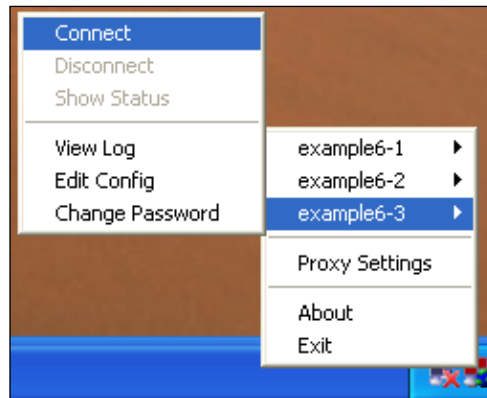 Connect
Disconnect
Show Status
View Log
Edit Config
Change Password
example6-1
example6-2
example6-3
Proxy Settings
About
Exit